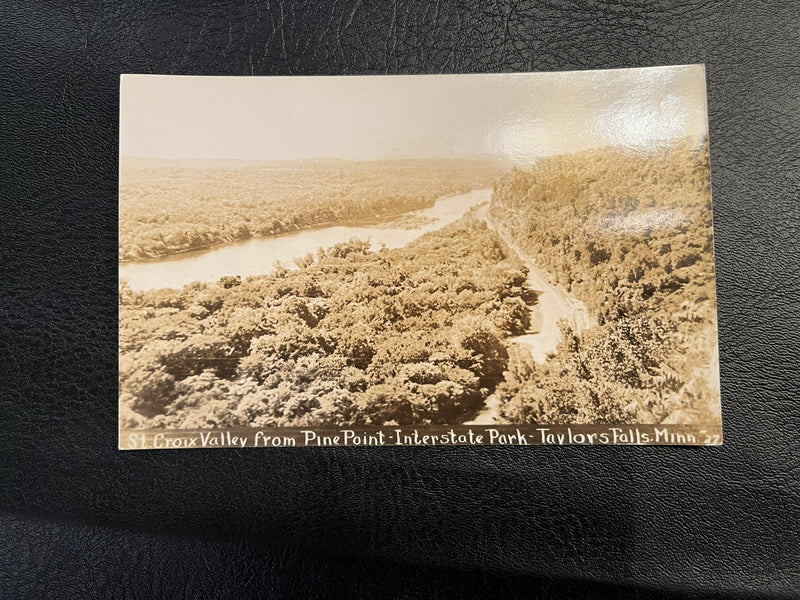 St. Croix Valley from Pine Point - Interstate Park - Taylors Falls. Minn. 27